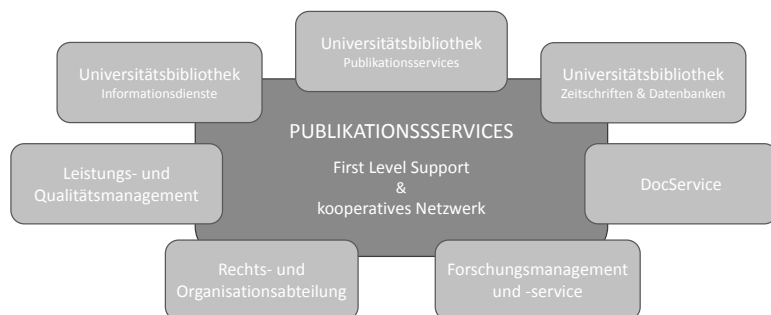 Universitätsbibliothek
Publikationsservices
Universitätsbibliothek
Informationsdienste
Universitätsbibliothek
Zeitschriften & Datenbanken
PUBLIKATIONSSSERVICES
First Level Support
&
kooperatives Netzwerk
Leistungs- und
Qualitätsmanagement
DocService
Rechts- und
Organisationsabteilung
Forschungsmanagement
und -service